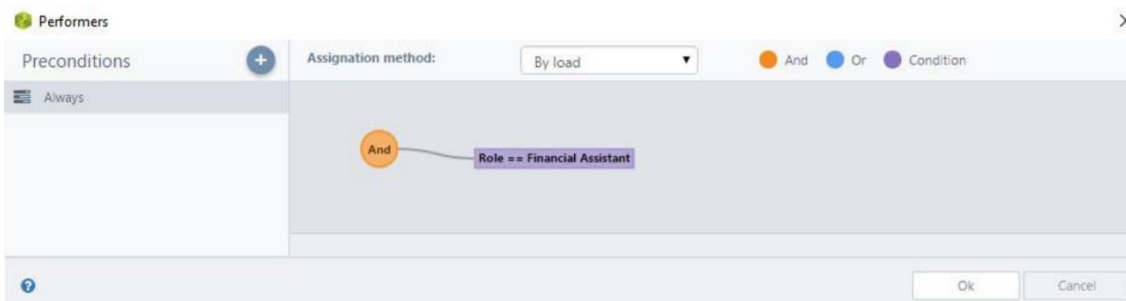 Performers
Preconditions
Assignation method:
By load
And
Or
Condition
Always
And
Role == Financial Assistant
Ok
Cancel